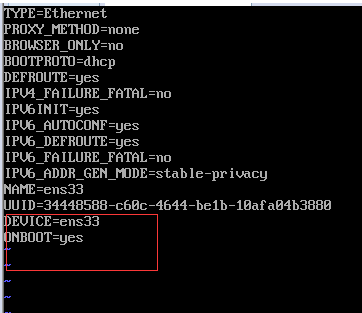 TYPE=Ethernet
PROXY_METHOD=none
BROWSER_ONLY=no
BOOTPROTO=dhcp
DEFROUTE=yes
IPV4_FAILURE_FATAL=no
IPV6INIT=yes
IPV6_AUTOCONF=yes
IPV6_DEFROUTE=yes
IPV6_FAILURE_FATAL=no
IPV6_ADDR_GEN_MODE=stable-privacy
NAME=ens33
UUID=34448588-c60c-4644-be1b-10afa04b3880
DEVICE=ens33
ONBOOT=yes
~
~
~
~
~